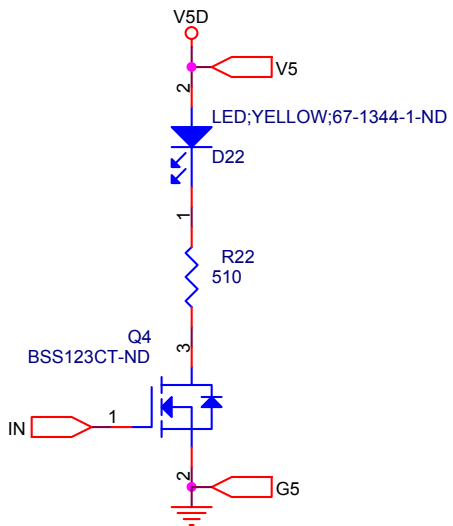 V5D
V5
2
LED;YELLOW;67-1344-1-ND
D22
1
R22
510
Q4
3
BSS123CT-ND
1
IN
2
G5